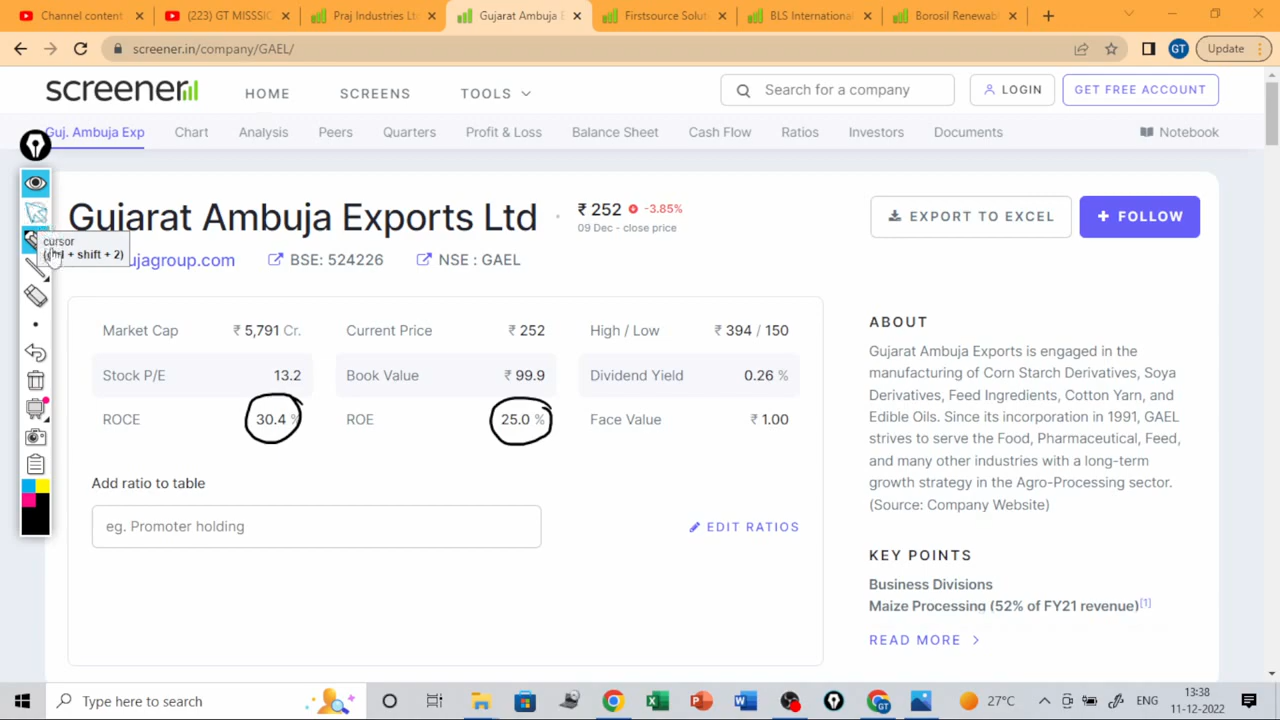 Channel content
(223) GT MISSSIO
Praj Industries Lt
Gujarat Ambuja E
Firstsource Solut
BLS International
Borosil Renewab
screener.in/company/GAEL/
GT
Update
screener
HOME
SCREENS
TOOLS
Search for a company
LOGIN
GET FREE ACCOUNT
Guj. Ambuja Exp
Chart
Analysis
Peers
Quarters
Profit & Loss
Balance Sheet
Cash Flow
Ratios
Investors
Documents
Notebook
Gujarat Ambuja Exports Ltd
₹ 252 -3.85%
09 Dec - close price
EXPORT TO EXCEL
+ FOLLOW
cursor
(ctrl + shift + 2)
ujagroup.com
BSE: 524226
NSE : GAEL
Market Cap ₹ 5,791 Cr.
Current Price ₹ 252
High / Low ₹ 394 / 150
Stock P/E 13.2
Book Value ₹ 99.9
Dividend Yield 0.26 %
ROCE 30.4 %
ROE 25.0 %
Face Value ₹ 1.00
Add ratio to table
eg. Promoter holding
EDIT RATIOS
ABOUT
Gujarat Ambuja Exports is engaged in the
manufacturing of Corn Starch Derivatives, Soya
Derivatives, Feed Ingredients, Cotton Yarn, and
Edible Oils. Since its incorporation in 1991, GAEL
strives to serve the Food, Pharmaceutical, Feed,
and many other industries with a long-term
growth strategy in the Agro-Processing sector.
(Source: Company Website)
KEY POINTS
Business Divisions
Maize Processing (52% of FY21 revenue)[1]
READ MORE
Type here to search
27°C
ENG
13:38
11-12-2022